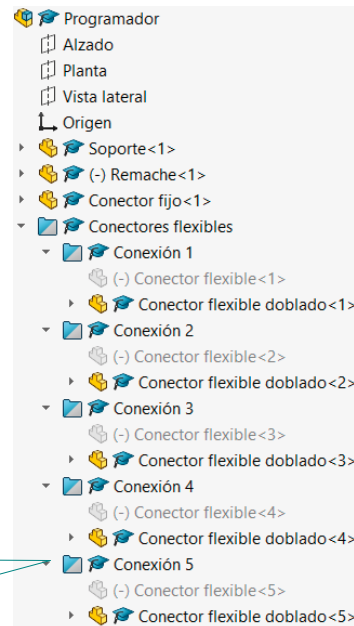 Programador
Alzado
Planta
Vista lateral
Origen
Soporte<1>
(-) Remache<1>
Conector fijo<1>
Conectores flexibles
Conexión 1
(-) Conector flexible<1>
Conector flexible doblado<1>
Conexión 2
(-) Conector flexible<2>
Conector flexible doblado<2>
Conexión 3
(-) Conector flexible<3>
Conector flexible doblado<3>
Conexión 4
(-) Conector flexible<4>
Conector flexible doblado<4>
Conexión 5
(-) Conector flexible<5>
Conector flexible doblado<5>